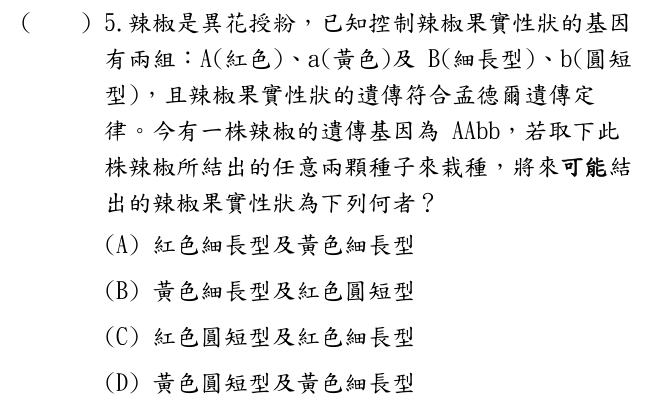 (　　) 5.辣椒是異花授粉，已知控制辣椒果實性狀的基因
有兩組：A(紅色)、a(黃色)及 B(細長型)、b(圓短
型)，且辣椒果實性狀的遺傳符合孟德爾遺傳定
律。今有一株辣椒的遺傳基因為 AAbb，若取下此
株辣椒所結出的任意兩顆種子來栽種，將來可能結
出的辣椒果實性狀為下列何者？
(A) 紅色細長型及黃色細長型
(B) 黃色細長型及紅色圓短型
(C) 紅色圓短型及紅色細長型
(D) 黃色圓短型及黃色細長型